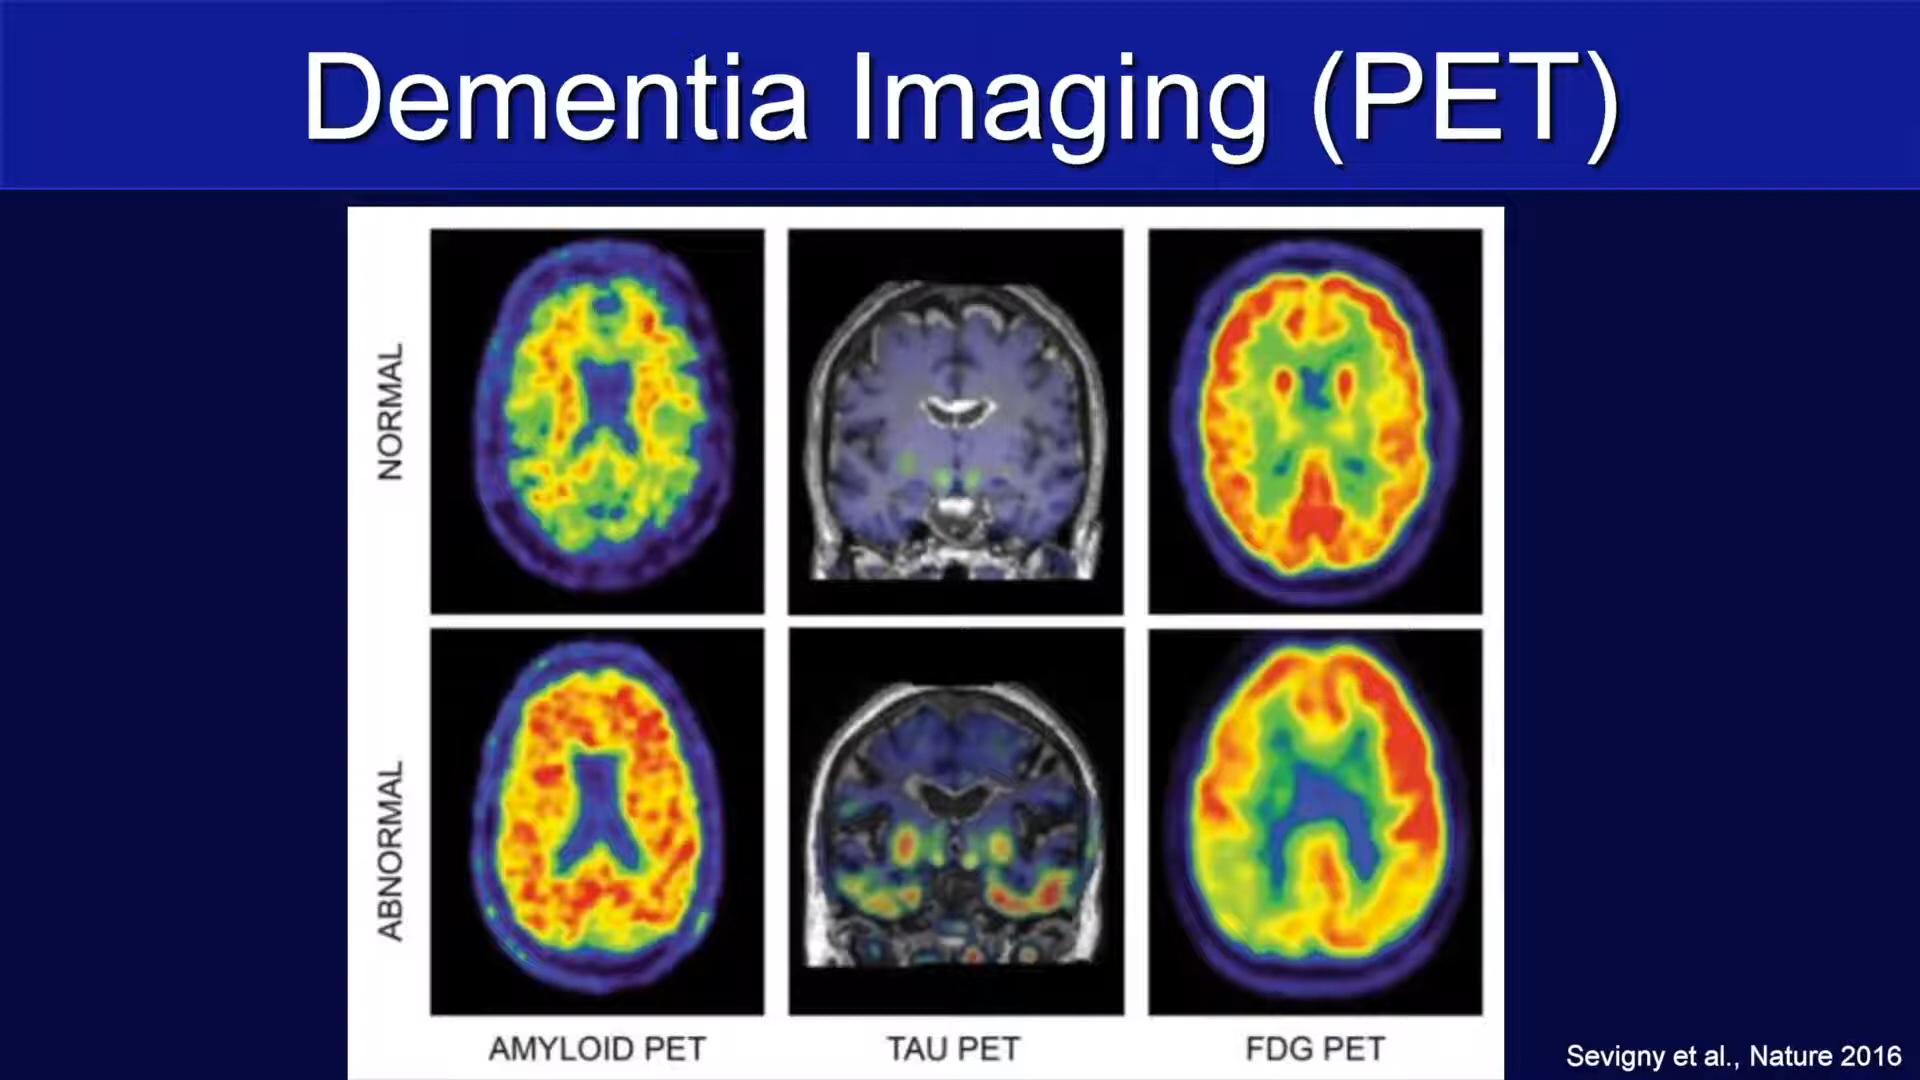 Dementia Imaging (PET)
NORMAL
ABNORMAL
AMYLOID PET
TAU PET
FDG PET
Sevigny et al., Nature 2016